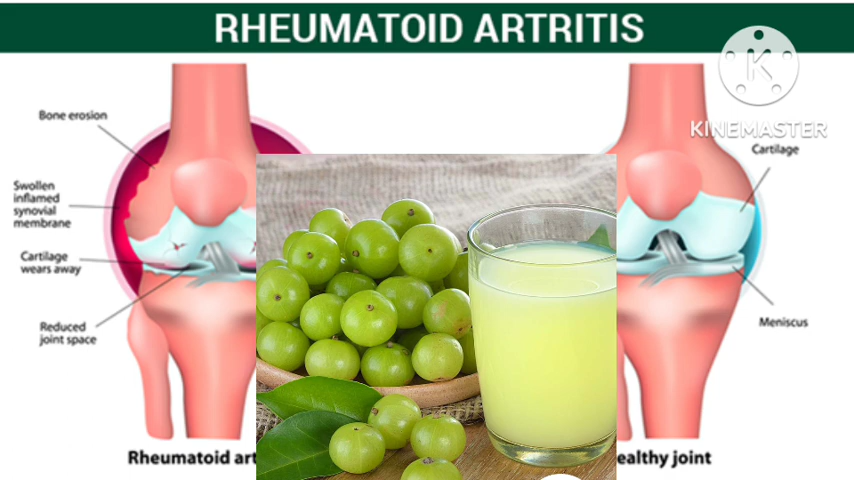 RHEUMATOID ARTRITIS
KINEMASTER
Bone erosion
Swollen
inflamed
synovial
membrane
Cartilage
wears away
Reduced
joint space
Cartilage
Meniscus
Rheumatoid art
ealthy joint